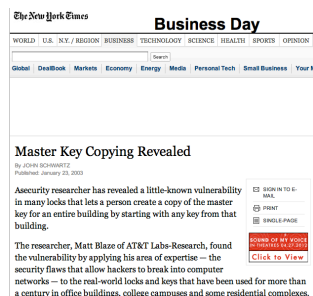 The New York Times
Business Day
WORLD U.S. N.Y. / REGION BUSINESS TECHNOLOGY SCIENCE HEALTH SPORTS OPINION
Search
Global DealBook Markets Economy Energy Media Personal Tech Small Business Your M
Master Key Copying Revealed
By JOHN SCHWARTZ
Published: January 23, 2003
Asecurity researcher has revealed a little-known vulnerability
in many locks that lets a person create a copy of the master
key for an entire building by starting with any key from that
building.
SIGN IN TO E-
MAIL
PRINT
SINGLE-PAGE
SOUND OF MY VOICE
IN THEATRES 04.27.2012
Click to View
The researcher, Matt Blaze of AT&T Labs-Research, found
the vulnerability by applying his area of expertise — the
security flaws that allow hackers to break into computer
networks — to the real-world locks and keys that have been used for more than
a century in office buildings, college campuses and some residential complexes.